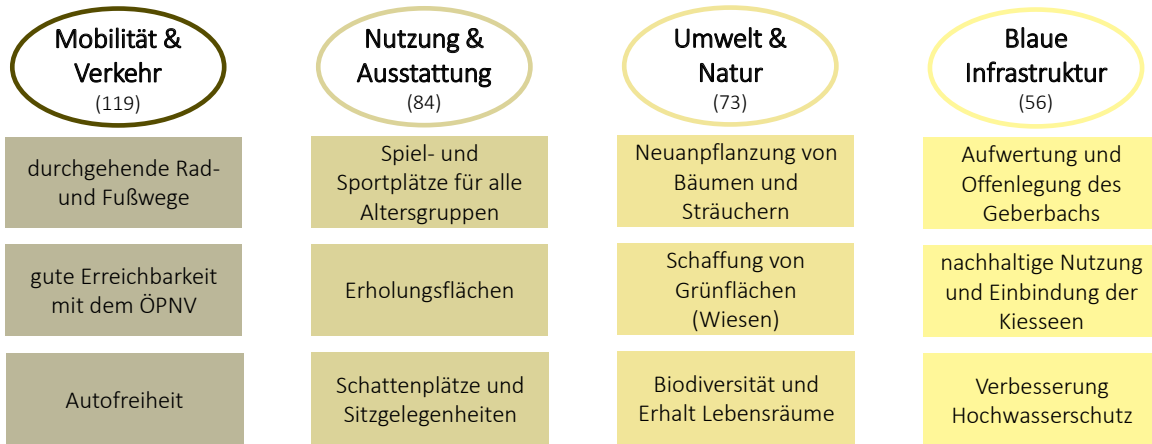 Mobilität &
Verkehr
(119)
durchgehende Rad-
und Fußwege
gute Erreichbarkeit
mit dem ÖPNV
Autofreiheit
Nutzung &
Ausstattung
(84)
Spiel- und
Sportplätze für alle
Altersgruppen
Erholungsflächen
Schattenplätze und
Sitzgelegenheiten
Umwelt &
Natur
(73)
Neuanpflanzung von
Bäumen und
Sträuchern
Schaffung von
Grünflächen
(Wiesen)
Biodiversität und
Erhalt Lebensräume
Blaue
Infrastruktur
(56)
Aufwertung und
Offenlegung des
Geberbachs
nachhaltige Nutzung
und Einbindung der
Kiesseen
Verbesserung
Hochwasserschutz